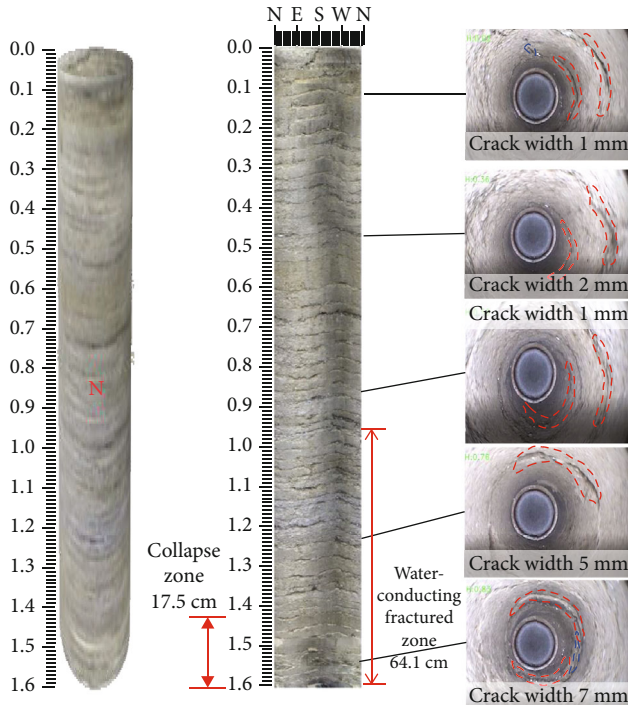 N E S W N
0.0
0.1
0.2
0.3
0.4
0.5
0.6
0.7
0.8
0.9
1.0
1.1
1.2
1.3
1.4
1.5
1.6
N
Collapse
zone
17.5 cm
0.0
0.1
0.2
0.3
0.4
0.5
0.6
0.7
0.8
0.9
1.0
1.1
1.2
1.3
1.4
1.5
1.6
Water-
conducting
fractured
zone
64.1 cm
Crack width 1 mm
Crack width 2 mm
Crack width 1 mm
H:0.78,
Crack width 5 mm
Crack width 7 mm